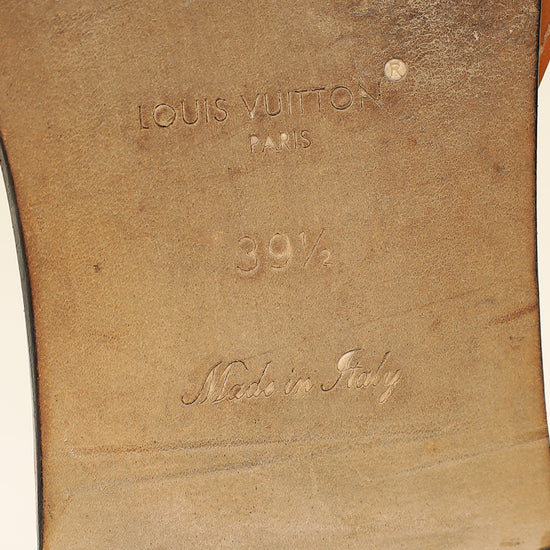 LOUIS VUITTON®
PARIS
39½
Made in Italy